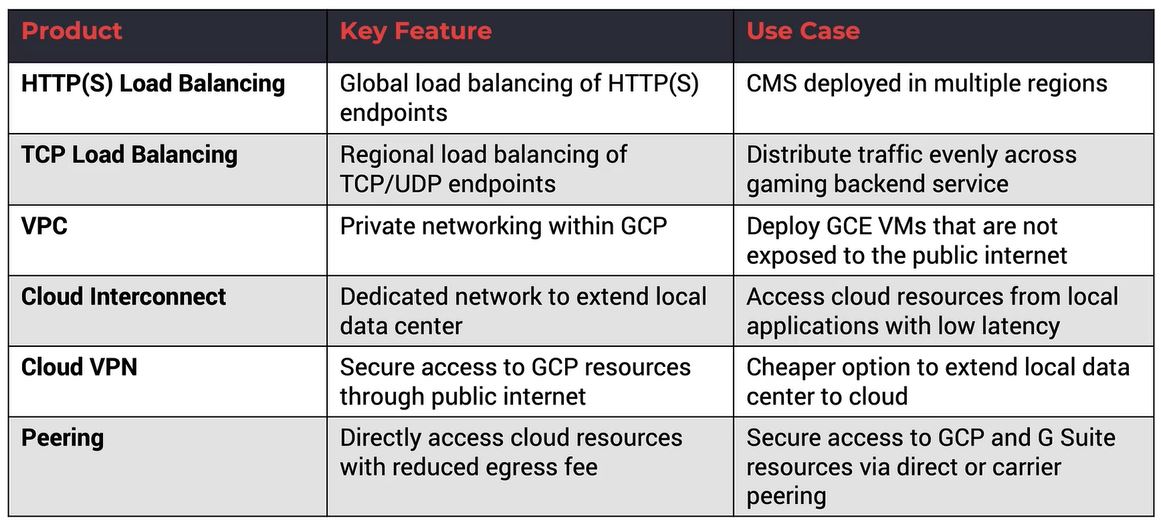 Product Key Feature Use Case
HTTP(S) Load Balancing
Global load balancing of HTTP(S)
endpoints
CMS deployed in multiple regions
TCP Load Balancing
Regional load balancing of
TCP/UDP endpoints
Distribute traffic evenly across
gaming backend service
VPC
Private networking within GCP
Deploy GCE VMs that are not
exposed to the public internet
Cloud Interconnect
Dedicated network to extend local
data center
Access cloud resources from local
applications with low latency
Cloud VPN
Secure access to GCP resources
through public internet
Cheaper option to extend local data
center to cloud
Peering
Directly access cloud resources
with reduced egress fee
Secure access to GCP and G Suite
resources via direct or carrier
peering